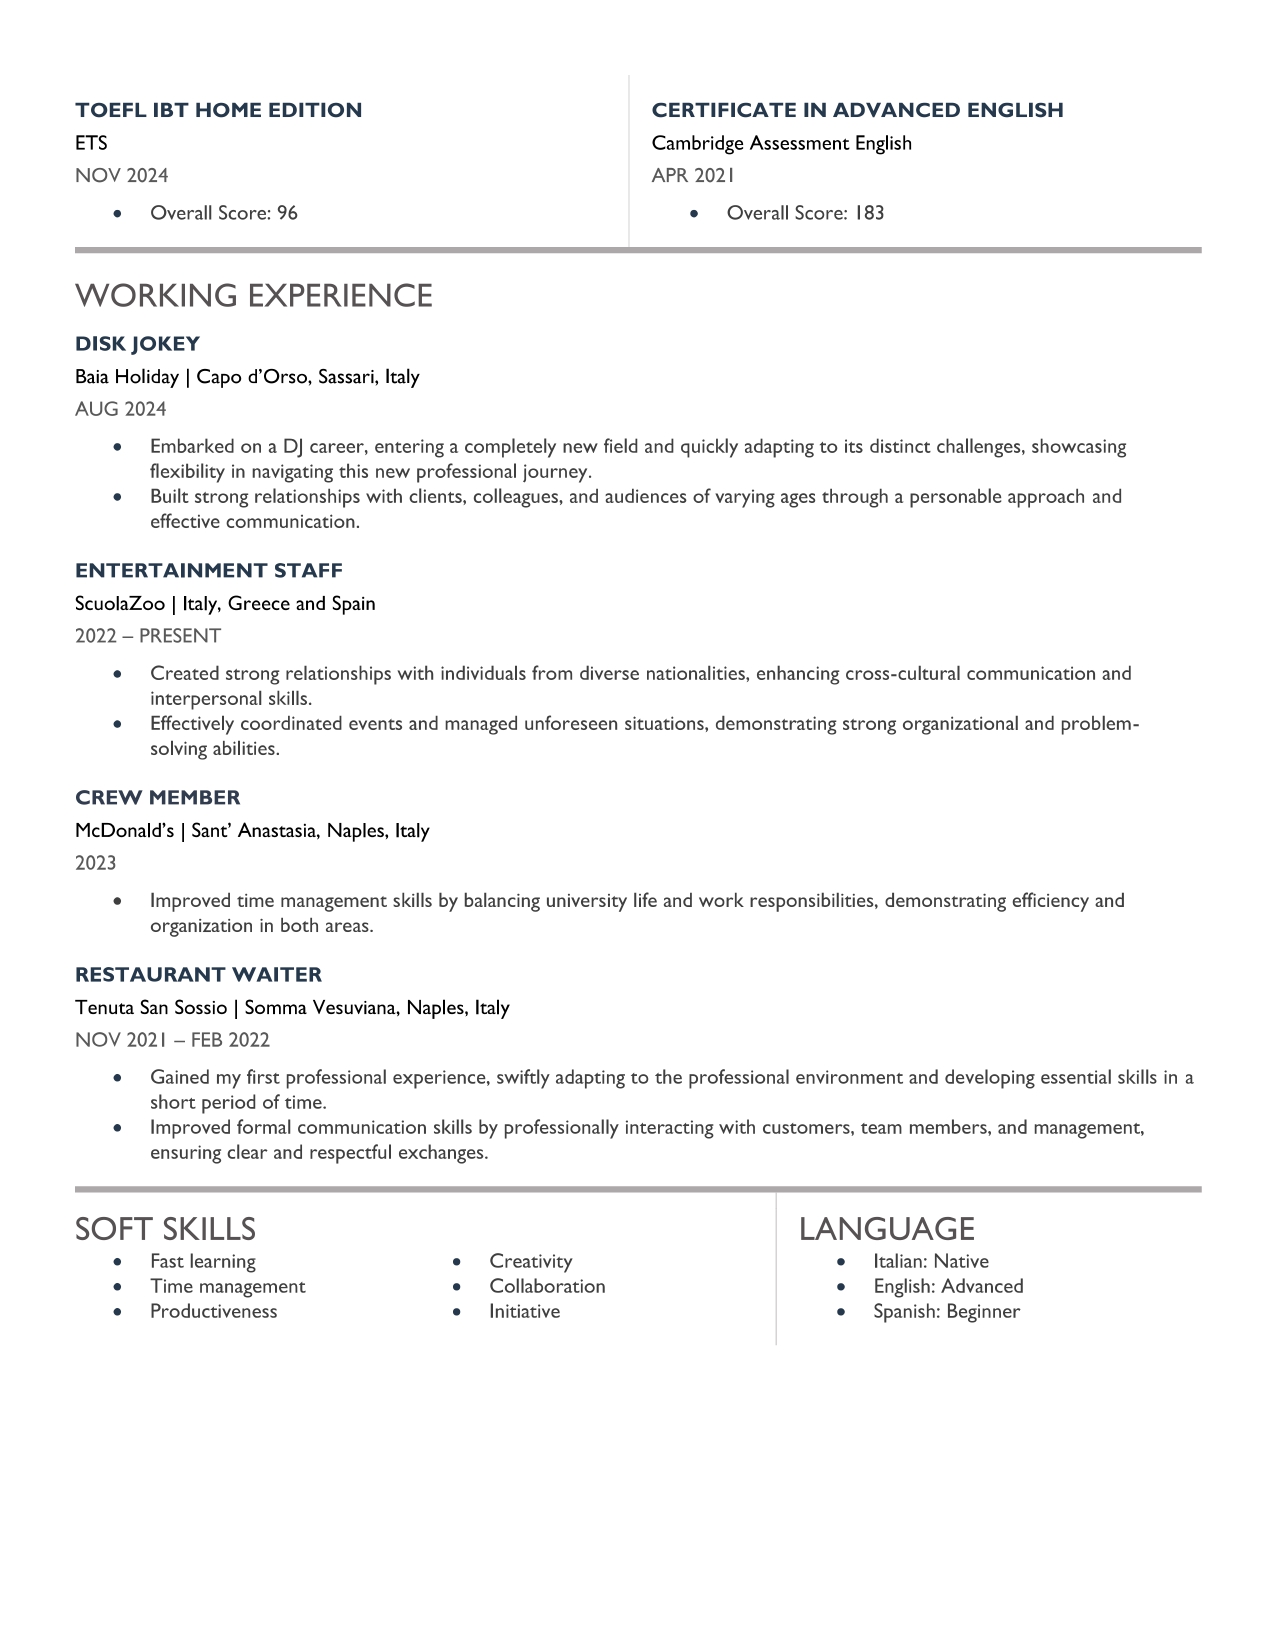 TOEFL IBT HOME EDITION
ETS
NOV 2024
• Overall Score: 96
CERTIFICATE IN ADVANCED ENGLISH
Cambridge Assessment English
APR 2021
• Overall Score: 183
WORKING EXPERIENCE
DISK JOKEY
Baia Holiday | Capo d’Orso, Sassari, Italy
AUG 2024
• Embarked on a DJ career, entering a completely new field and quickly adapting to its distinct challenges, showcasing
flexibility in navigating this new professional journey.
• Built strong relationships with clients, colleagues, and audiences of varying ages through a personable approach and
effective communication.
ENTERTAINMENT STAFF
ScuolaZoo | Italy, Greece and Spain
2022 – PRESENT
• Created strong relationships with individuals from diverse nationalities, enhancing cross-cultural communication and
interpersonal skills.
• Effectively coordinated events and managed unforeseen situations, demonstrating strong organizational and problem-
solving abilities.
CREW MEMBER
McDonald’s | Sant’ Anastasia, Naples, Italy
2023
• Improved time management skills by balancing university life and work responsibilities, demonstrating efficiency and
organization in both areas.
RESTAURANT WAITER
Tenuta San Sossio | Somma Vesuviana, Naples, Italy
NOV 2021 – FEB 2022
• Gained my first professional experience, swiftly adapting to the professional environment and developing essential skills in a
short period of time.
• Improved formal communication skills by professionally interacting with customers, team members, and management,
ensuring clear and respectful exchanges.
SOFT SKILLS
• Fast learning
• Time management
• Productiveness
• Creativity
• Collaboration
• Initiative
LANGUAGE
• Italian: Native
• English: Advanced
• Spanish: Beginner